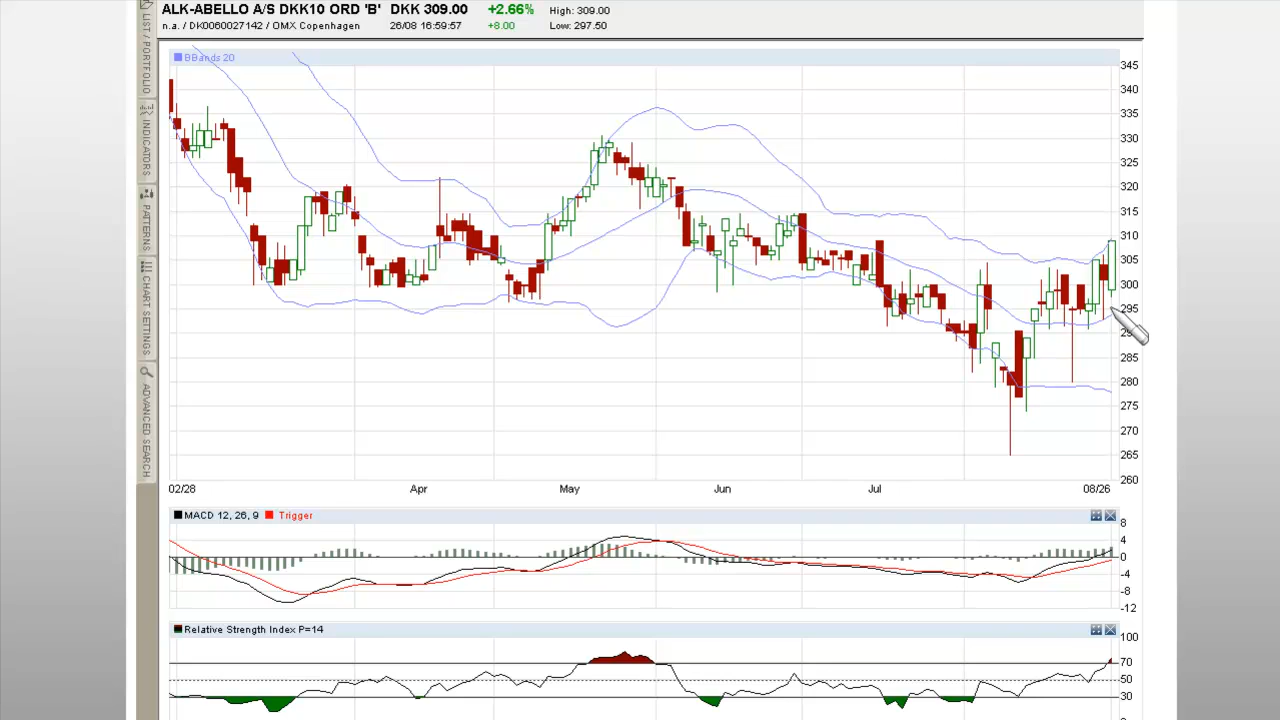 ALK-ABELLO A/S DKK10 ORD 'B' DKK 309.00 +2.66% High: 309.00
n.a. / DK0060027142 / OMX Copenhagen 26/08 16:59:57 +8.00 Low: 297.50
LIST / PORTFOLIO
INDICATORS
PATTERNS
CHART SETTINGS
ADVANCED SEARCH
BBands 20
345
340
335
330
325
320
315
310
305
300
295
285
280
275
270
265
260
02/28 Apr May Jun Jul 08/26
MACD 12, 26, 9 Trigger
8
4
0
-4
-8
-12
Relative Strength Index P=14
100
70
50
30